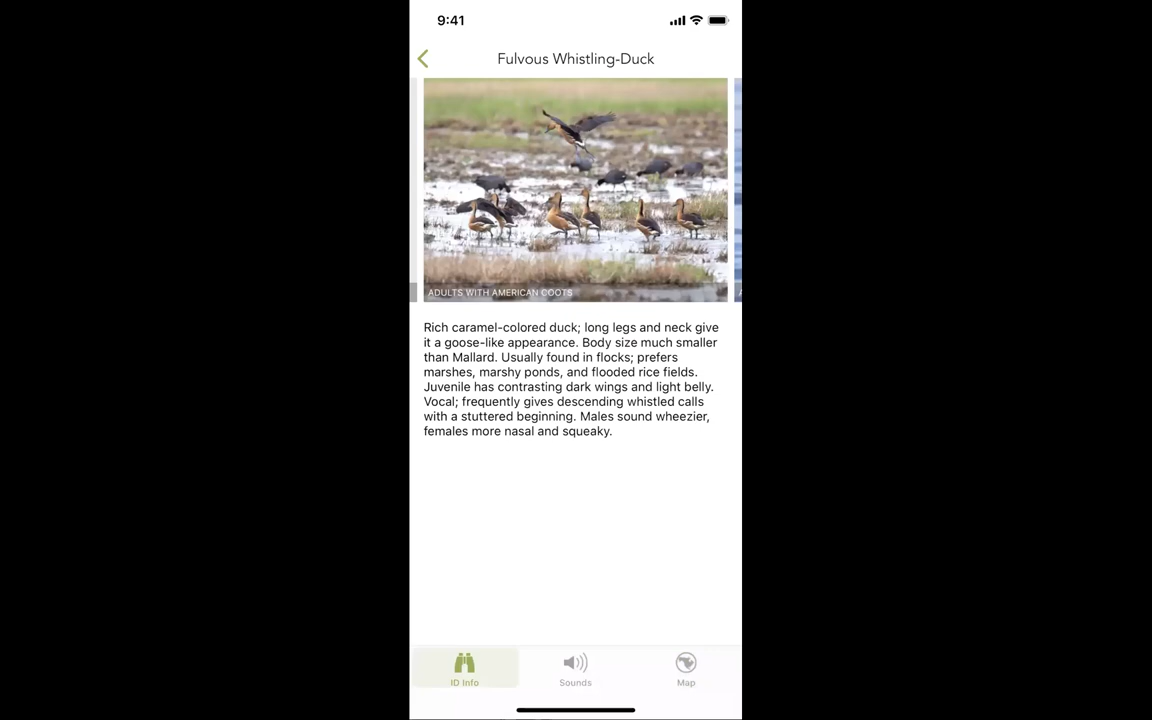 9:41
Fulvous Whistling-Duck
ADULTS WITH AMERICAN COOTS
A
Rich caramel-colored duck; long legs and neck give
it a goose-like appearance. Body size much smaller
than Mallard. Usually found in flocks; prefers
marshes, marshy ponds, and flooded rice fields.
Juvenile has contrasting dark wings and light belly.
Vocal; frequently gives descending whistled calls
with a stuttered beginning. Males sound wheezier,
females more nasal and squeaky.
ID Info
Sounds
Map